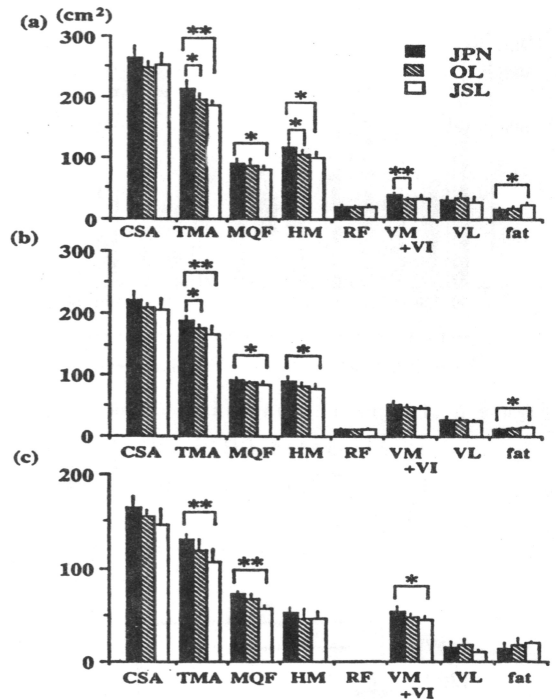 (a) (cm²)
300
200
100
0
JPN
OL
JSL
** * * * * ** *
CSA TMA MQF HM RF VM VL fat
+VI
(b)
300
200
100
0
** * * * *
CSA TMA MQF HM RF VM VL fat
+VI
(c)
200
100
0
** ** *
CSA TMA MQF HM RF VM VL fat
+VI